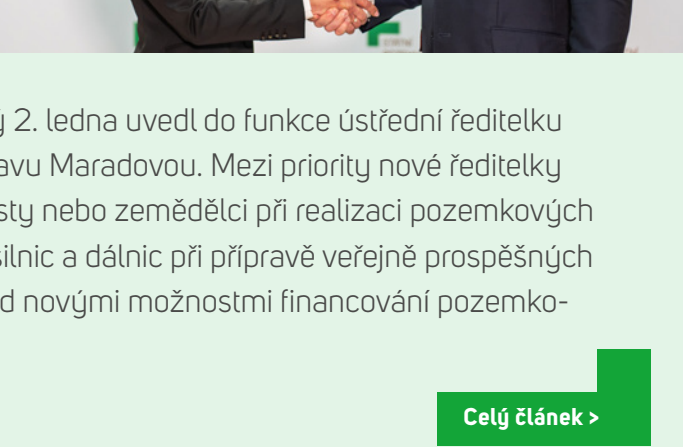 ý 2. ledna uvedl do funkce ústřední ředitelku
avu Maradovou. Mezi priority nové ředitelky
sty nebo zemědělci při realizaci pozemkových
silnic a dálnic při přípravě veřejně prospěšných
d novými možnostmi financování pozemko-
Celý článek >